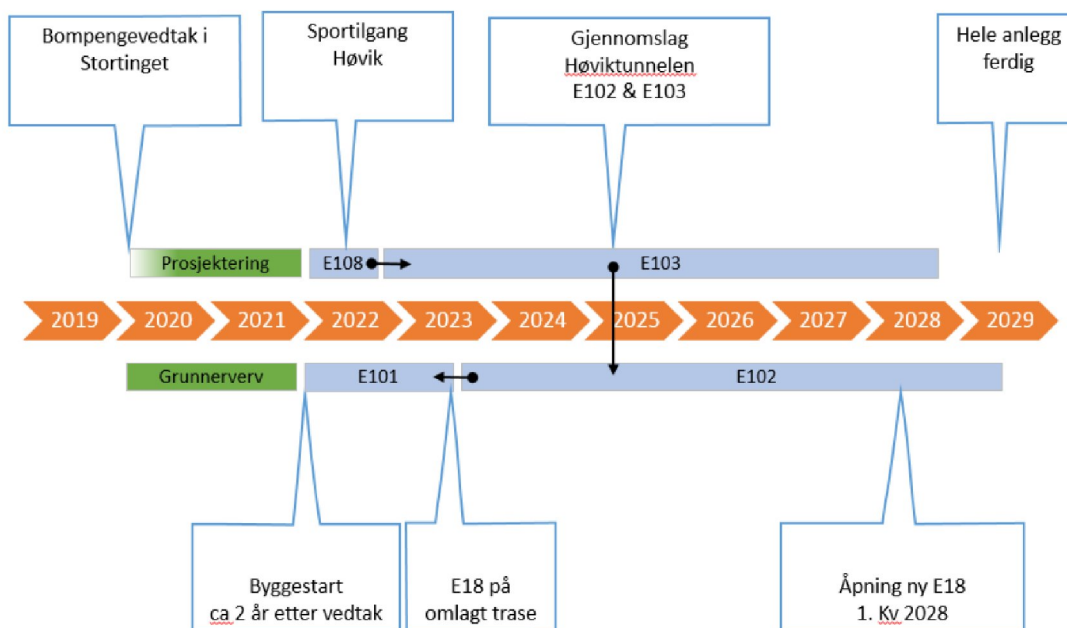 Bompengevedtak i
Stortinget
Sportilgang
Høvik
Gjennomslag
Høviktunnelen
E102 & E103
Hele anlegg
ferdig
Prosjektering
E108
E103
2019
2020
2021
2022
2023
2024
2025
2026
2027
2028
2029
Grunnerverv
E101
E102
Byggestart
ca 2 år etter vedtak
E18 på
omlagt trase
Åpning ny E18
1. Kv 2028